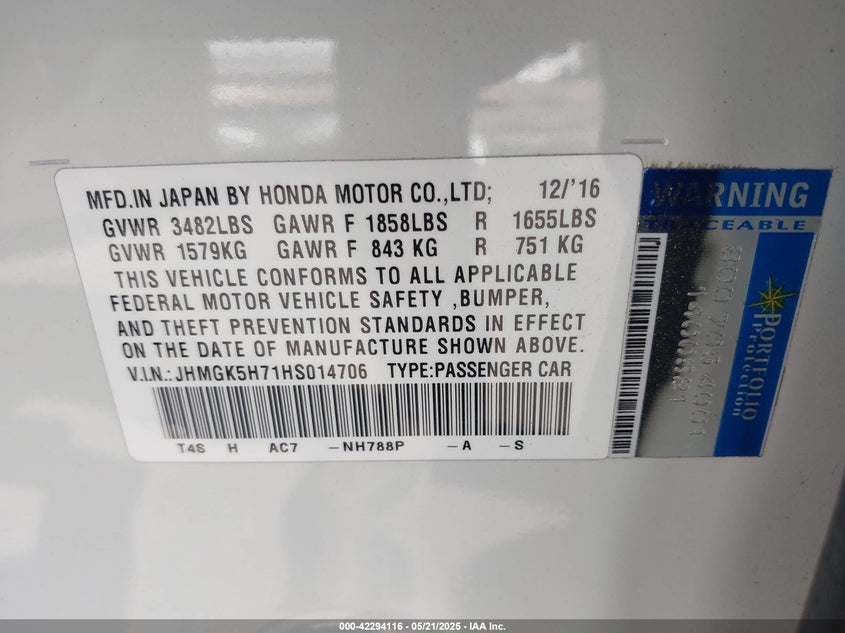 MFD.IN JAPAN BY HONDA MOTOR CO.,LTD; 12/'16
GVWR 3482LBS GAWR F 1858LBS R 1655LBS
GVWR 1579KG GAWR F 843 KG R 751 KG
THIS VEHICLE CONFORMS TO ALL APPLICABLE
FEDERAL MOTOR VEHICLE SAFETY ,BUMPER,
AND THEFT PREVENTION STANDARDS IN EFFECT
ON THE DATE OF MANUFACTURE SHOWN ABOVE.
V.I.N.: JHMGK5H71HS014706 TYPE:PASSENGER CAR
T4S H AC7 -NH788P -A -S
WARNING
TRACEABLE
PORTFOLIO
Protection
000-42294116 - 05/21/2025 - IAA Inc.